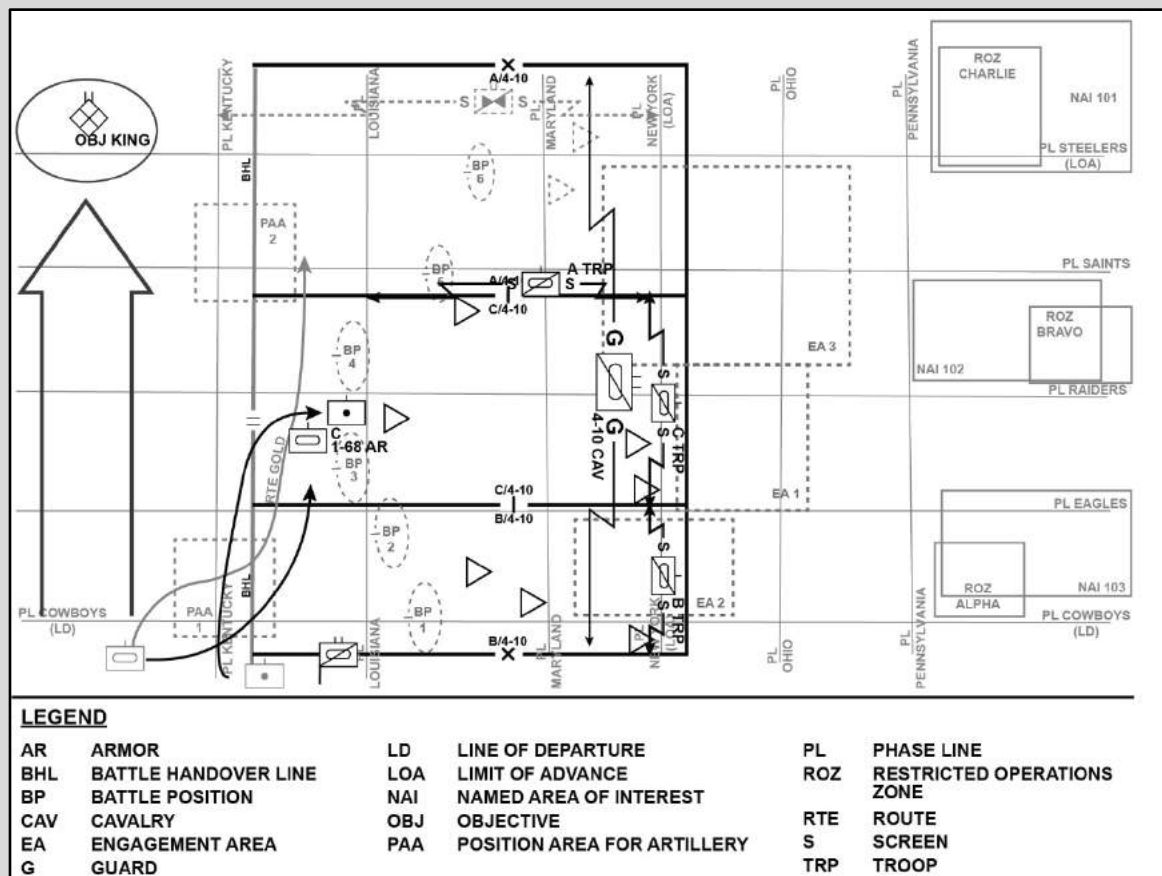 A/4-10
S
S
PL KENTUCKY
PL
LOUISIANA
PL
MARYLAND
PL
NEW YORK
(LOA)
PL
OHIO
PL
PENNSYLVANIA
ROZ
CHARLIE
NAI 101
OBJ KING
PL STEELERS
(LOA)
BHL
BP
6
PAA
2
PL SAINTS
BP
A TRP
S
S
C/4-10
ROZ
BRAVO
EA 3
NAI 102
PL RAIDERS
BP
4
G
S
S
C TRP
G
4-10 CAV
C
1-68 AR
BP
3
RTE GOLD
C/4-10
B/4-10
EA 1
PL EAGLES
BP
2
S
S
B TRP
EA 2
NAI 103
ROZ
ALPHA
PL COWBOYS
(LD)
PAA
1
BHL
BP
1
PL COWBOYS
(LD)
PL KENTUCKY
PL
LOUISIANA
B/4-10
PL
MARYLAND
PL
NEW YORK
(LOA)
PL
OHIO
PL
PENNSYLVANIA
LEGEND
AR ARMOR
BHL BATTLE HANDOVER LINE
BP BATTLE POSITION
CAV CAVALRY
EA ENGAGEMENT AREA
G GUARD
LD LINE OF DEPARTURE
LOA LIMIT OF ADVANCE
NAI NAMED AREA OF INTEREST
OBJ OBJECTIVE
PAA POSITION AREA FOR ARTILLERY
PL PHASE LINE
ROZ RESTRICTED OPERATIONS
ZONE
RTE ROUTE
S SCREEN
TRP TROOP